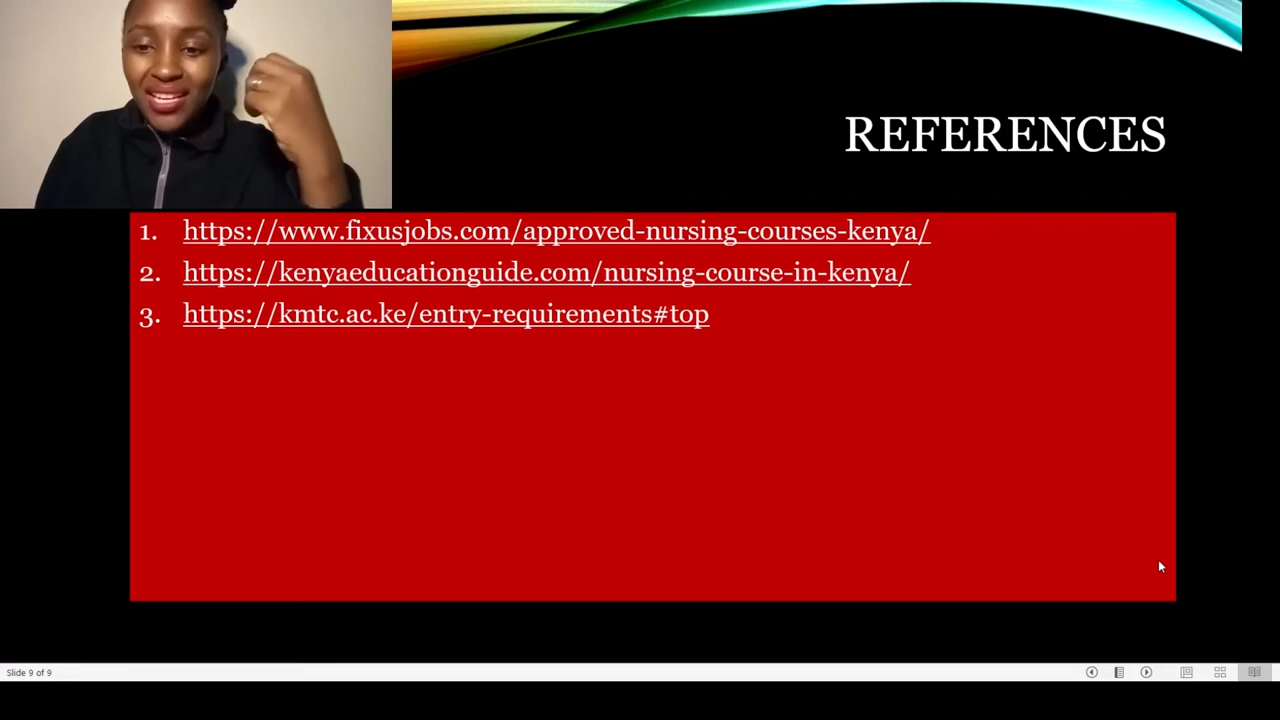 REFERENCES
1. https://www.fixusjobs.com/approved-nursing-courses-kenya/
2. https://kenyaeducationguide.com/nursing-course-in-kenya/
3. https://kmtc.ac.ke/entry-requirements#top
Slide 9 of 9